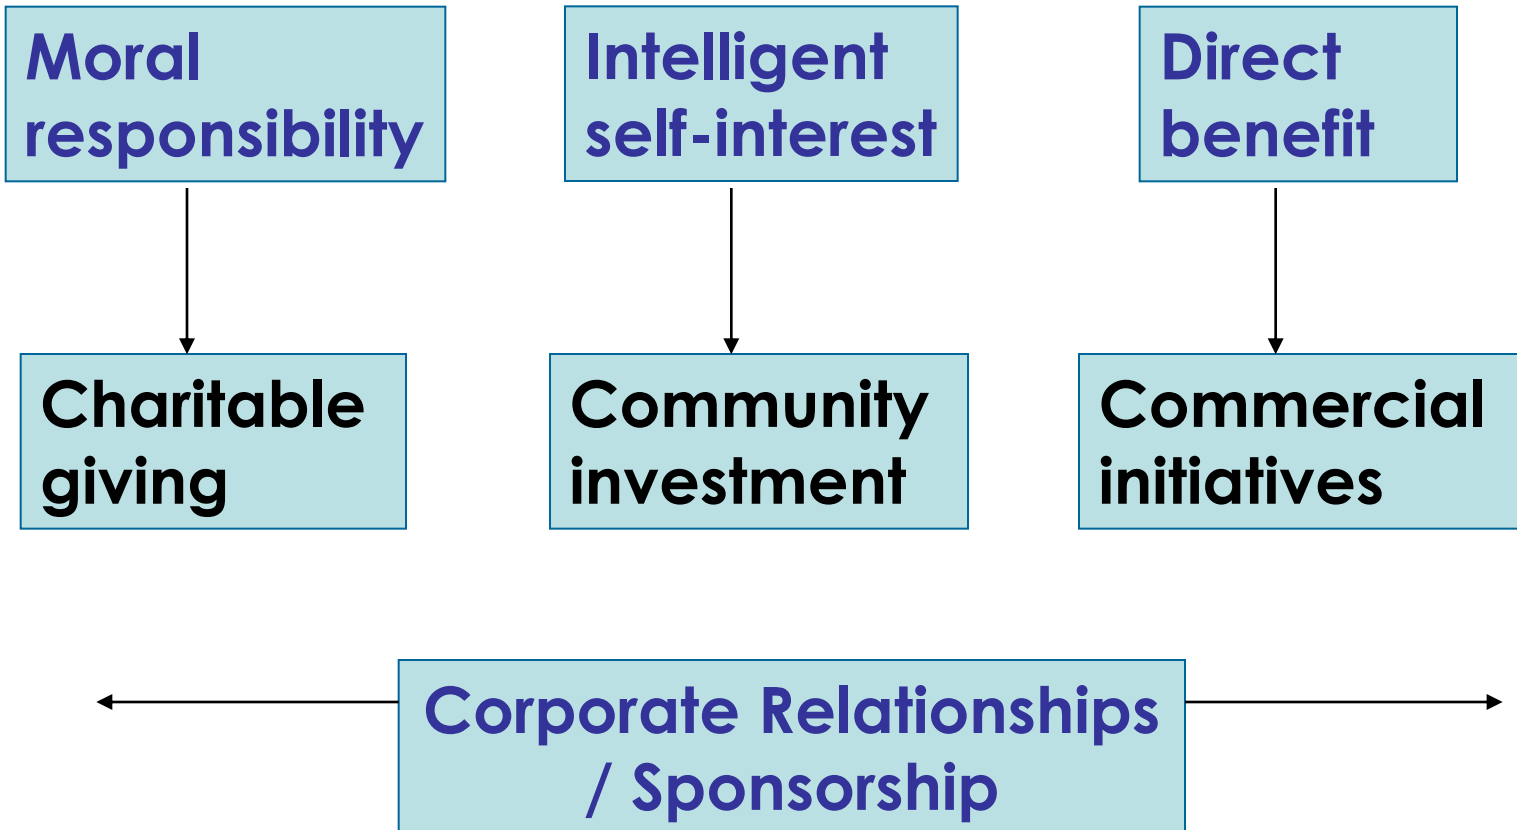 Moral
responsibility
Intelligent
self-interest
Direct
benefit
Charitable
giving
Community
investment
Commercial
initiatives
Corporate Relationships
/ Sponsorship